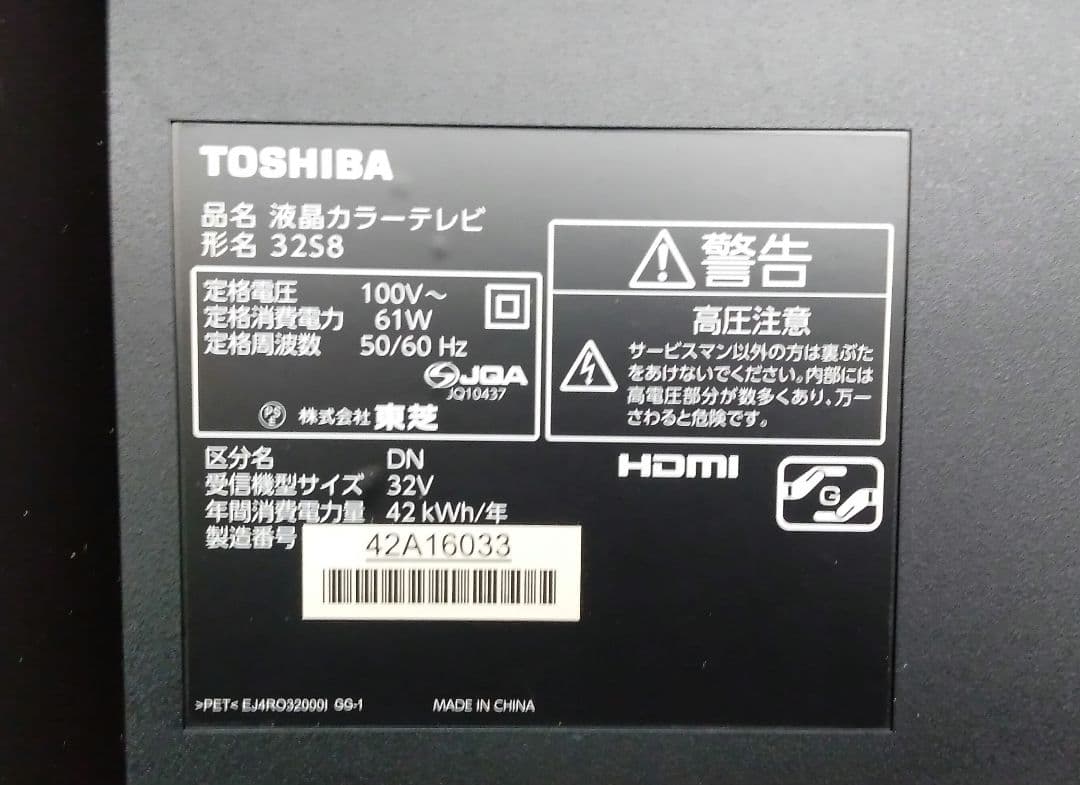 TOSHIBA
品名 液晶カラーテレビ
形名 32S8
定格電圧 100V～
定格消費電力 61W
定格周波数 50/60 Hz
JQA
JQ10437
PS
E
株式会社 東芝
警告
高圧注意
サービスマン以外の方は裏ぶた
をあけないでください。内部には
高電圧部分が数多くあり、万一
さわると危険です。
区分名 DN
受信機型サイズ 32V
年間消費電力量 42 kWh/年
製造番号 42A16033
HDMI
G
>PET< EJ4RO32000I GG-1
MADE IN CHINA